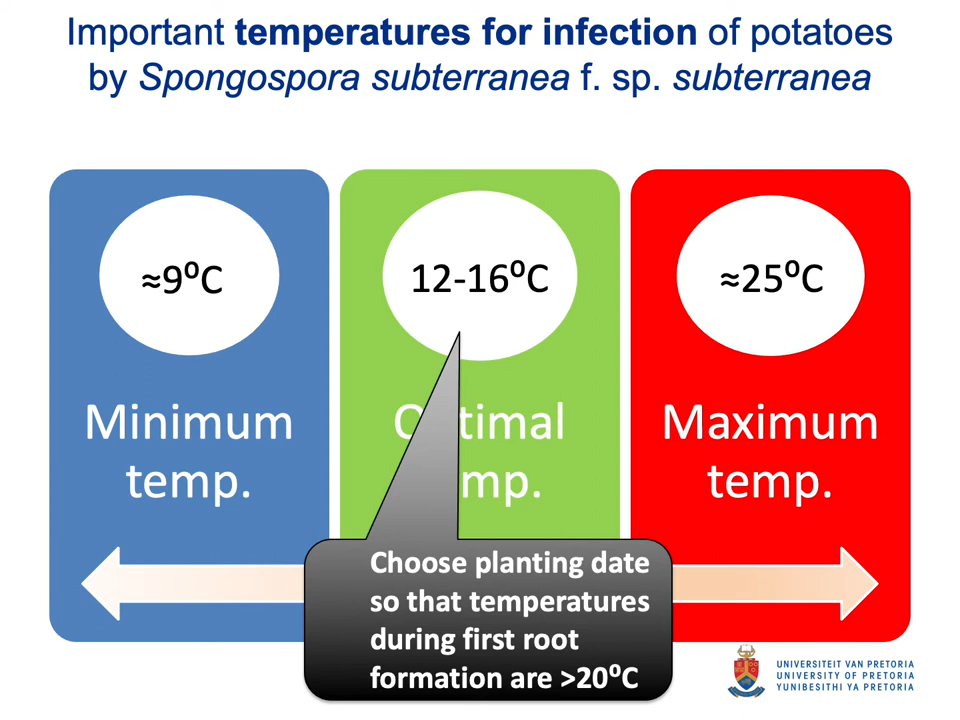 Important temperatures for infection of potatoes
by Spongospora subterranea f. sp. subterranea
≈9⁰C
Minimum
temp.
12-16⁰C
≈25⁰C
Maximum
temp.
Choose planting date
so that temperatures
during first root
formation are >20⁰C
UNIVERSITEIT VAN PRETORIA
UNIVERSITY OF PRETORIA
YUNIBESITHI YA PRETORIA